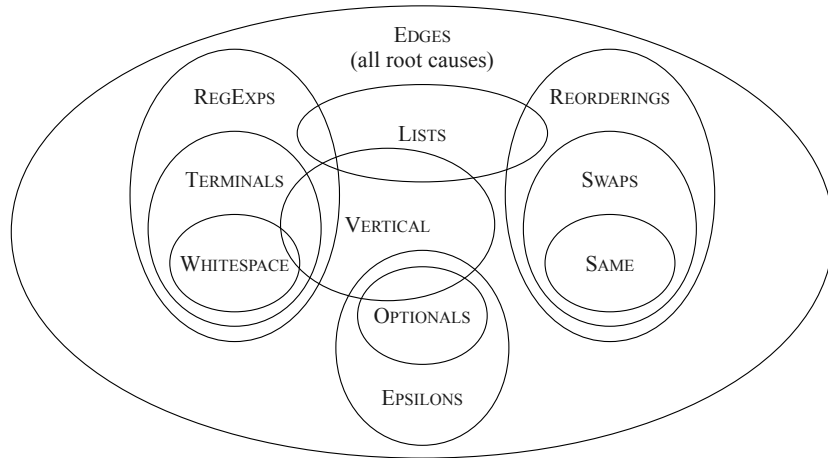 EDGES
(all root causes)
REGEXPS
REORDERINGS
LISTS
TERMINALS
SWAPS
VERTICAL
WHITESPACE
SAME
OPTIONALS
EPSILONS